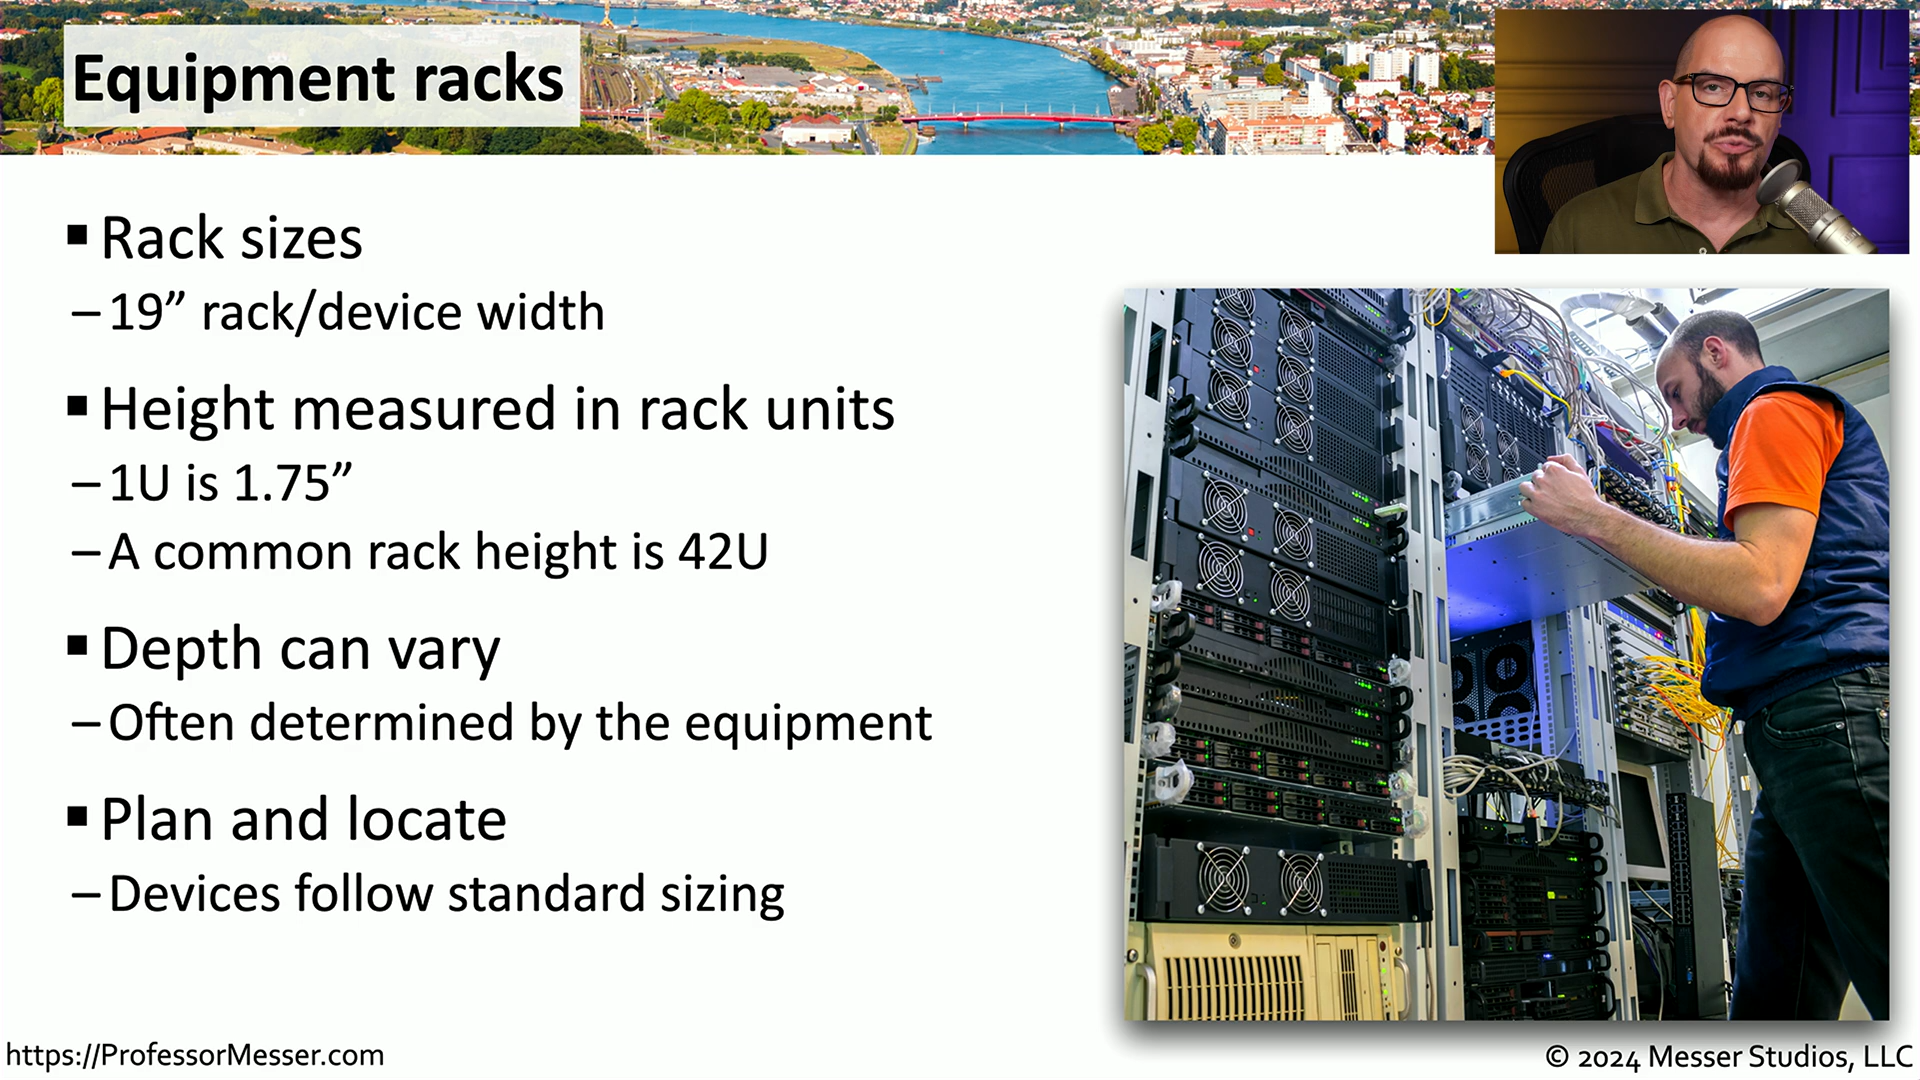 Equipment racks
▪ Rack sizes
– 19” rack/device width
▪ Height measured in rack units
– 1U is 1.75”
– A common rack height is 42U
▪ Depth can vary
– Often determined by the equipment
▪ Plan and locate
– Devices follow standard sizing
https://ProfessorMesser.com
© 2024 Messer Studios, LLC